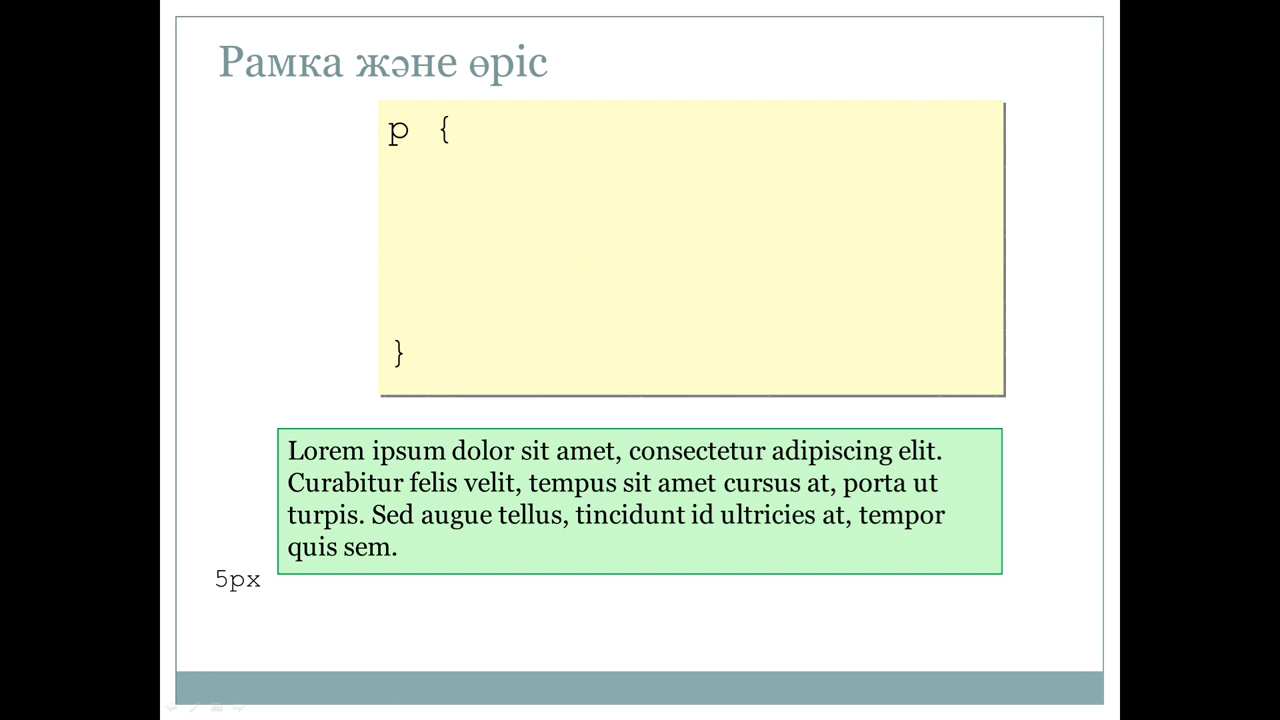 Рамка және өріс
p {
}
Lorem ipsum dolor sit amet, consectetur adipiscing elit.
Curabitur felis velit, tempus sit amet cursus at, porta ut
turpis. Sed augue tellus, tincidunt id ultricies at, tempor
quis sem.
5px